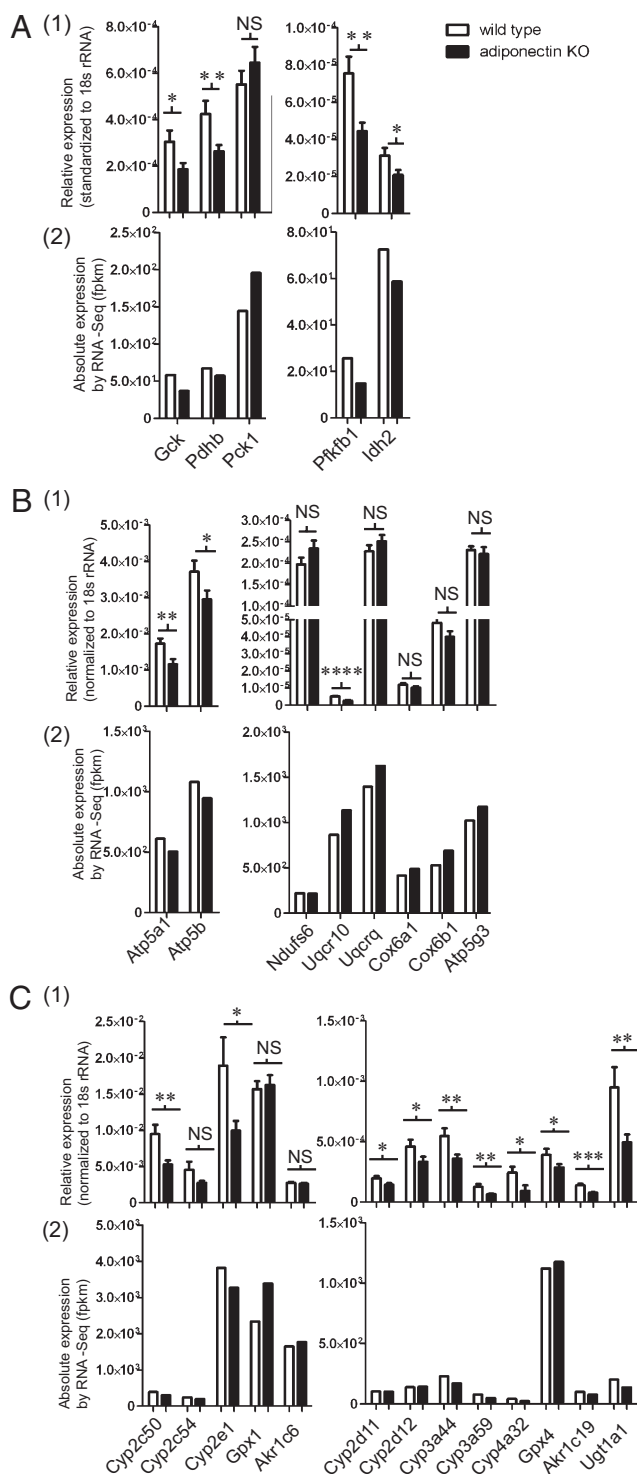 A (1)
wild type
adiponectin KO
Relative expression
(standardized to 18s rRNA)
8.0×10⁻⁴
6.0×10⁻⁴
4.0×10⁻⁴
2.0×10⁻⁴
0
*
**
NS
1.0×10⁻⁴
8.0×10⁻⁵
6.0×10⁻⁵
4.0×10⁻⁵
2.0×10⁻⁵
0
**
*
(2)
Absolute expression
by RNA -Seq (fpkm)
2.5×10²
2.0×10²
1.5×10²
1.0×10²
5.0×10¹
0
8.0×10¹
6.0×10¹
4.0×10¹
2.0×10¹
0
Gck
Pdhb
Pck1
Pfkfb1
Idh2
B (1)
Relative expression
(normalized to 18s rRNA)
5.0×10⁻³
4.0×10⁻³
3.0×10⁻³
2.0×10⁻³
1.0×10⁻³
0
**
*
3.0×10⁻⁴
2.5×10⁻⁴
2.0×10⁻⁴
1.5×10⁻⁴
1.0×10⁻⁴
5.0×10⁻⁵
4.0×10⁻⁵
3.0×10⁻⁵
2.0×10⁻⁵
1.0×10⁻⁵
0
NS
****
NS
NS
NS
NS
(2)
Absolute expression
by RNA -Seq (fpkm)
1.5×10³
1.0×10³
5.0×10²
0
2.0×10³
1.5×10³
1.0×10³
5.0×10²
0
Atp5a1
Atp5b
Ndufs6
Uqcr10
Uqcrq
Cox6a1
Cox6b1
Atp5g3
C (1)
Relative expression
(normalized to 18s rRNA)
2.5×10⁻²
2.0×10⁻²
1.5×10⁻²
1.0×10⁻²
5.0×10⁻³
0
**
NS
*
NS
NS
1.5×10⁻³
1.0×10⁻³
5.0×10⁻⁴
0
*
*
**
**
*
*
***
**
(2)
Absolute expression
by RNA -Seq (fpkm)
5.0×10³
4.0×10³
3.0×10³
2.0×10³
1.0×10³
0
1.5×10³
1.0×10³
5.0×10²
0
Cyp2c50
Cyp2c54
Cyp2e1
Gpx1
Akr1c6
Cyp2d11
Cyp2d12
Cyp3a44
Cyp3a59
Cyp4a32
Gpx4
Akr1c19
Ugt1a1